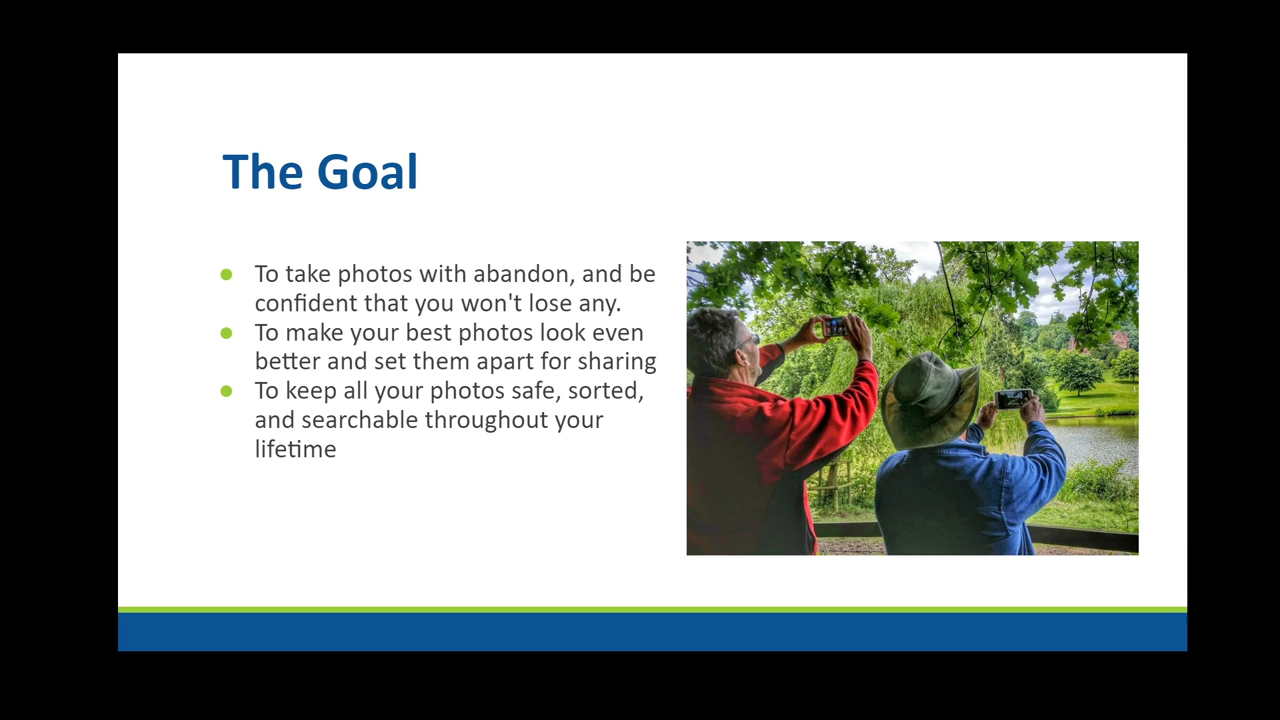 The Goal
To take photos with abandon, and be
confident that you won't lose any.
To make your best photos look even
better and set them apart for sharing
To keep all your photos safe, sorted,
and searchable throughout your
lifetime